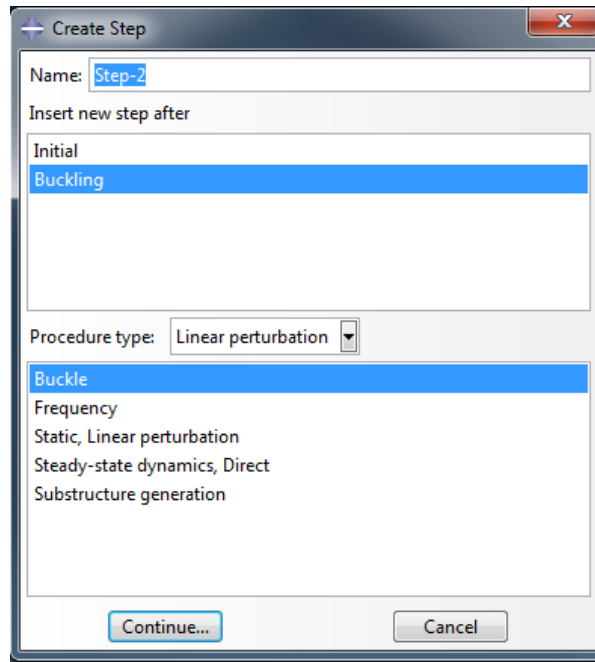 Create Step
Name: Step-2
Insert new step after
Initial
Buckling
Procedure type: Linear perturbation
Buckle
Frequency
Static, Linear perturbation
Steady-state dynamics, Direct
Substructure generation
Continue... Cancel